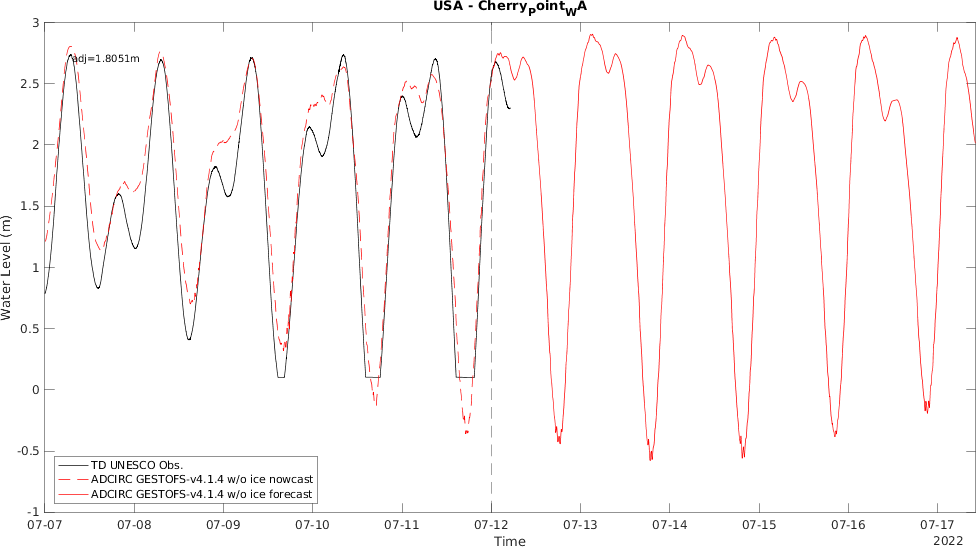 USA - CherryPointWA
adj=1.8051m
3
2.5
2
1.5
1
0.5
0
-0.5
-1
Water Level (m)
TD UNESCO Obs.
ADCIRC GESTOFS-v4.1.4 w/o ice nowcast
ADCIRC GESTOFS-v4.1.4 w/o ice forecast
07-07 07-08 07-09 07-10 07-11 07-12 07-13 07-14 07-15 07-16 07-17
Time
2022